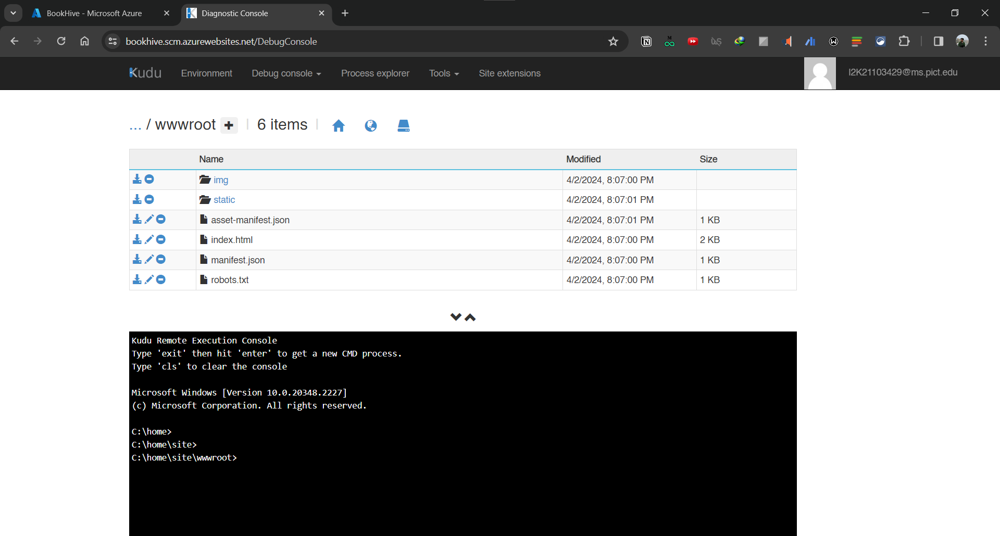 BookHive - Microsoft Azure
Diagnostic Console
bookhive.scm.azurewebsites.net/DebugConsole
Kudu Environment Debug console Process explorer Tools Site extensions I2K21103429@ms.pict.edu
... / wwwroot | 6 items |
Name Modified Size
img 4/2/2024, 8:07:00 PM
static 4/2/2024, 8:07:01 PM
asset-manifest.json 4/2/2024, 8:07:01 PM 1 KB
index.html 4/2/2024, 8:07:00 PM 2 KB
manifest.json 4/2/2024, 8:07:00 PM 1 KB
robots.txt 4/2/2024, 8:07:00 PM 1 KB
Kudu Remote Execution Console
Type 'exit' then hit 'enter' to get a new CMD process.
Type 'cls' to clear the console
Microsoft Windows [Version 10.0.20348.2227]
(c) Microsoft Corporation. All rights reserved.
C:\home>
C:\home\site>
C:\home\site\wwwroot>